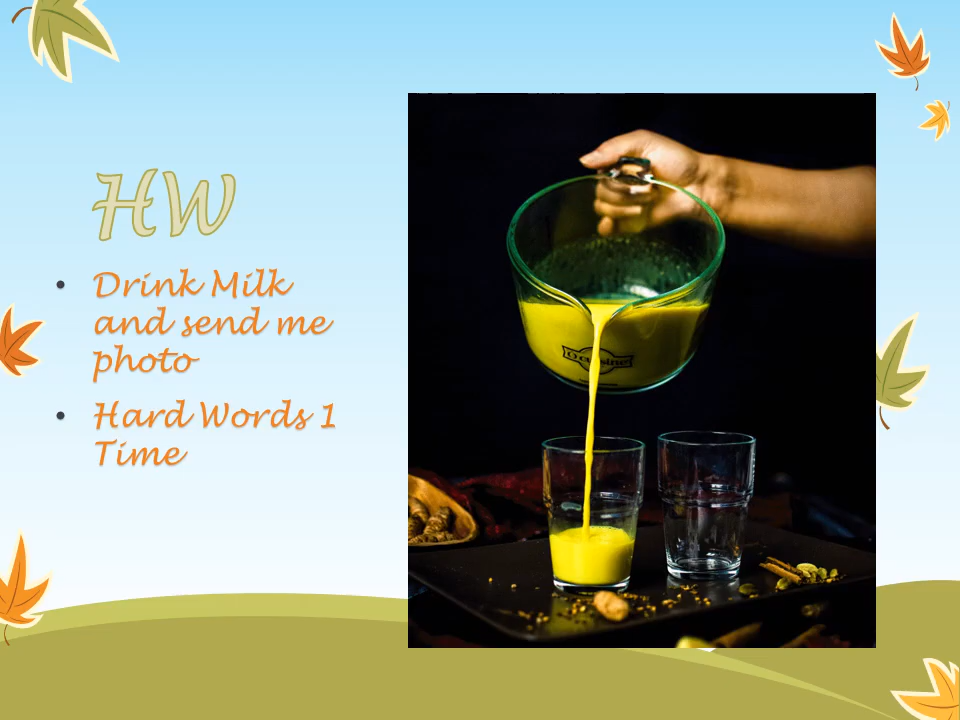 HW
• Drink Milk
and send me
photo
• Hard Words 1
Time